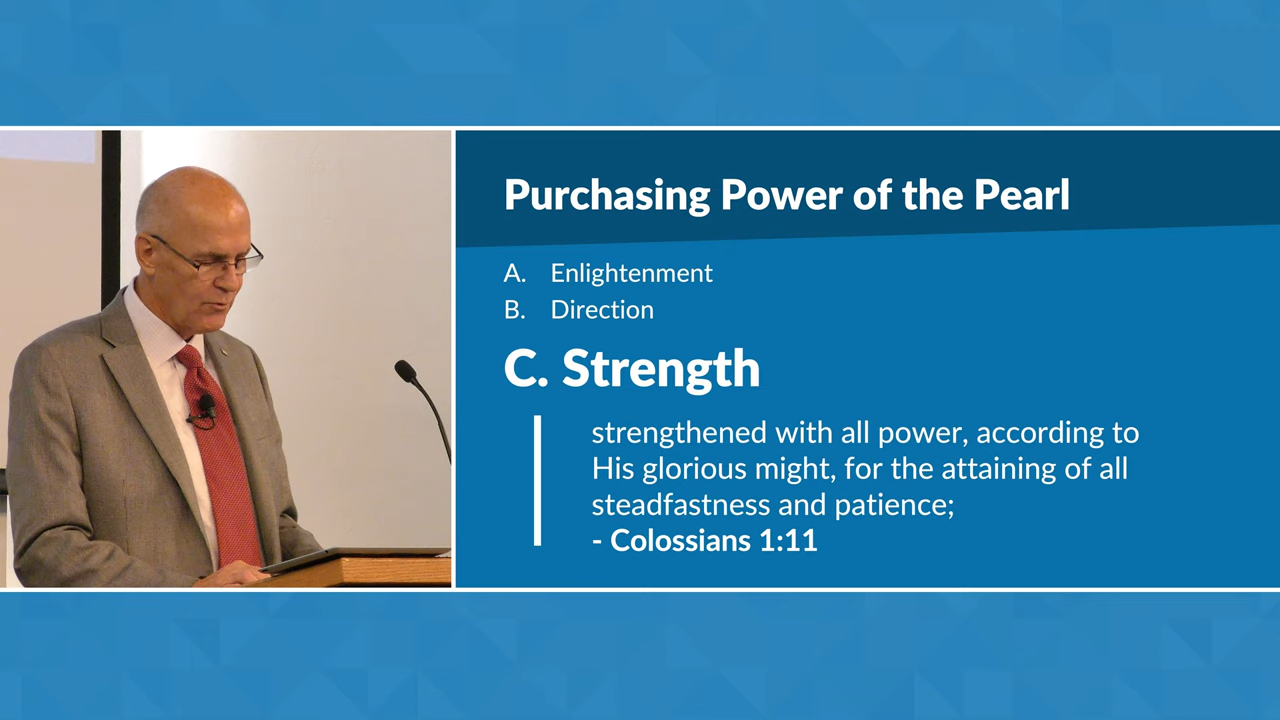 Purchasing Power of the Pearl
A. Enlightenment
B. Direction
C. Strength
strengthened with all power, according to
His glorious might, for the attaining of all
steadfastness and patience;
- Colossians 1:11